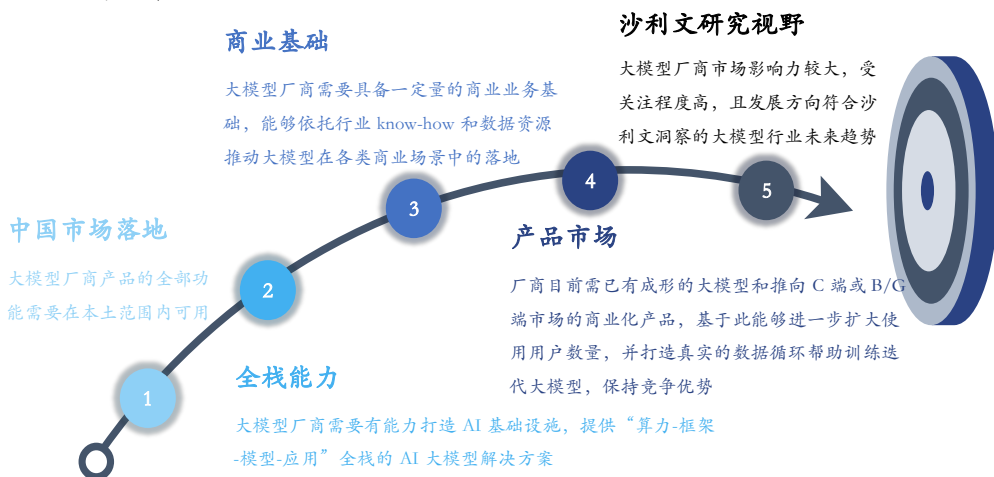 中国市场落地
大模型厂商产品的全部功
能需要在本土范围内可用
1
全栈能力
大模型厂商需要有能力打造 AI 基础设施，提供“算力-框架
-模型-应用”全栈的 AI 大模型解决方案
2
商业基础
大模型厂商需要具备一定量的商业业务基
础，能够依托行业 know-how 和数据资源
推动大模型在各类商业场景中的落地
3
产品市场
厂商目前需已有成形的大模型和推向 C 端或 B/G
端市场的商业化产品，基于此能够进一步扩大使
用用户数量，并打造真实的数据循环帮助训练迭
代大模型，保持竞争优势
4
沙利文研究视野
大模型厂商市场影响力较大，受
关注程度高，且发展方向符合沙
利文洞察的大模型行业未来趋势
5